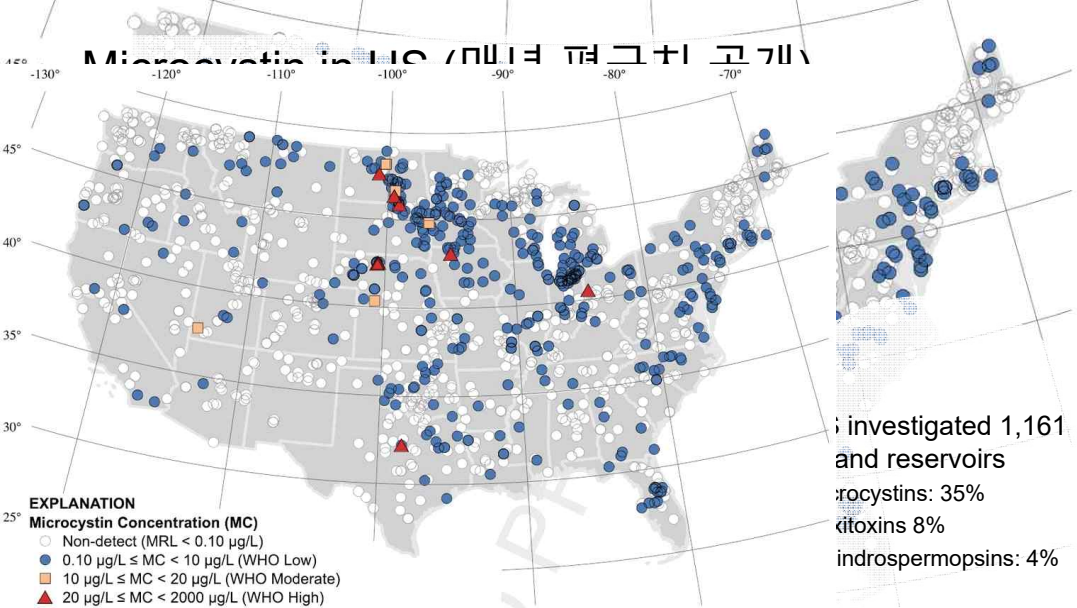 Microcystin in US (매년 평균치 공개)
-130° -120° -110° -100° -90° -80° -70°
45°
45°
40°
35°
30°
25°
investigated 1,161
and reservoirs
crocystins: 35%
xitoxins 8%
indrospermopsins: 4%
EXPLANATION
Microcystin Concentration (MC)
Non-detect (MRL < 0.10 µg/L)
0.10 µg/L ≤ MC < 10 µg/L (WHO Low)
10 µg/L ≤ MC < 20 µg/L (WHO Moderate)
20 µg/L ≤ MC < 2000 µg/L (WHO High)